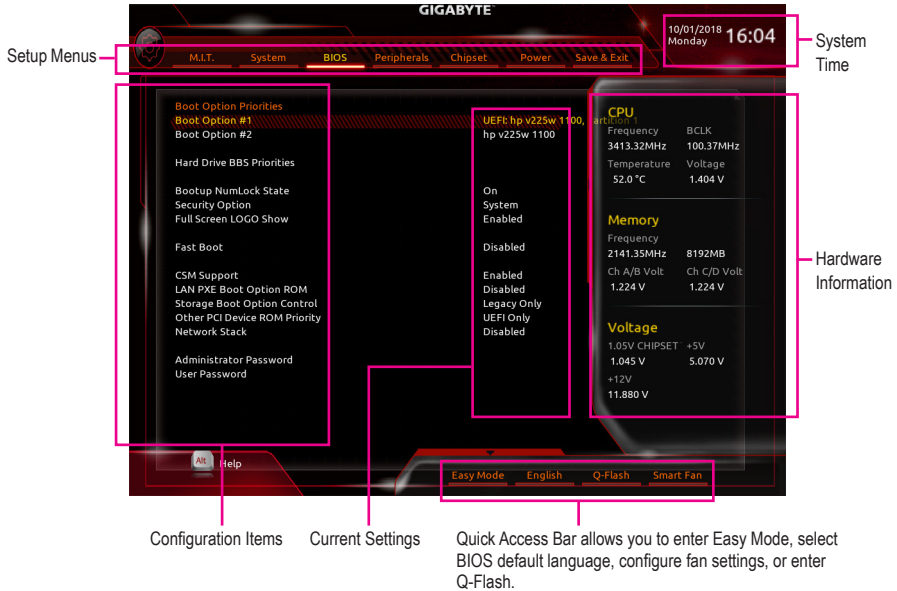 GIGABYTE
10/01/2018
Monday
16:04
System
Time
Setup Menus
M.I.T. System BIOS Peripherals Chipset Power Save & Exit
Boot Option Priorities
Boot Option #1 UEFI: hp v225w 1100, Partition 1
Boot Option #2 hp v225w 1100
Hard Drive BBS Priorities
Bootup NumLock State On
Security Option System
Full Screen LOGO Show Enabled
Fast Boot Disabled
CSM Support Enabled
LAN PXE Boot Option ROM Disabled
Storage Boot Option Control Legacy Only
Other PCI Device ROM Priority UEFI Only
Network Stack Disabled
Administrator Password
User Password
CPU
Frequency BCLK
3413.32MHz 100.37MHz
Temperature Voltage
52.0 °C 1.404 V
Memory
Frequency
2141.35MHz 8192MB
Ch A/B Volt Ch C/D Volt
1.224 V 1.224 V
Voltage
1.05V CHIPSET +5V
1.045 V 5.070 V
+12V
11.880 V
Hardware
Information
Alt Help
Easy Mode English Q-Flash Smart Fan
Configuration Items
Current Settings
Quick Access Bar allows you to enter Easy Mode, select
BIOS default language, configure fan settings, or enter
Q-Flash.